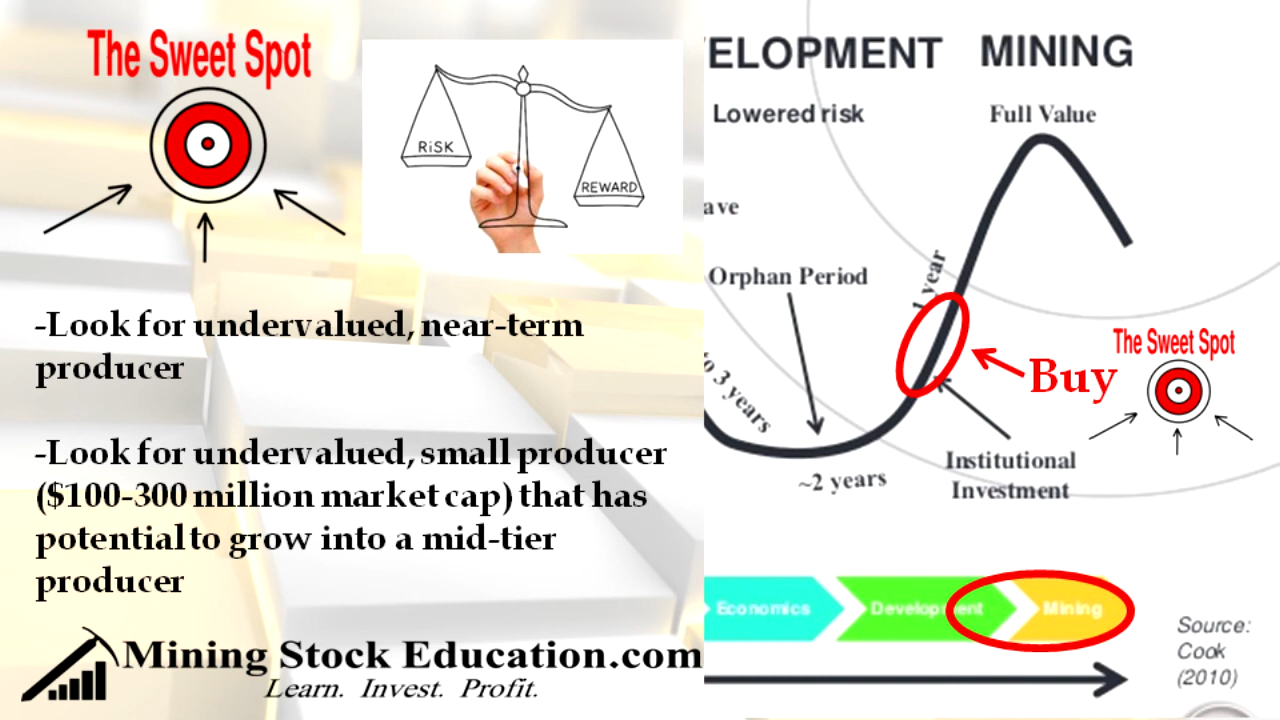 The Sweet Spot
RiSK
REWARD
-Look for undervalued, near-term
producer
-Look for undervalued, small producer
($100-300 million market cap) that has
potential to grow into a mid-tier
producer
Mining Stock Education.com
Learn. Invest. Profit.
ELOPMENT MINING
Lowered risk
Full Value
ave
Orphan Period
1 year
to 3 years
~2 years
The Sweet Spot
Buy
Institutional
Investment
Economics
Development
Mining
Source:
Cook
(2010)